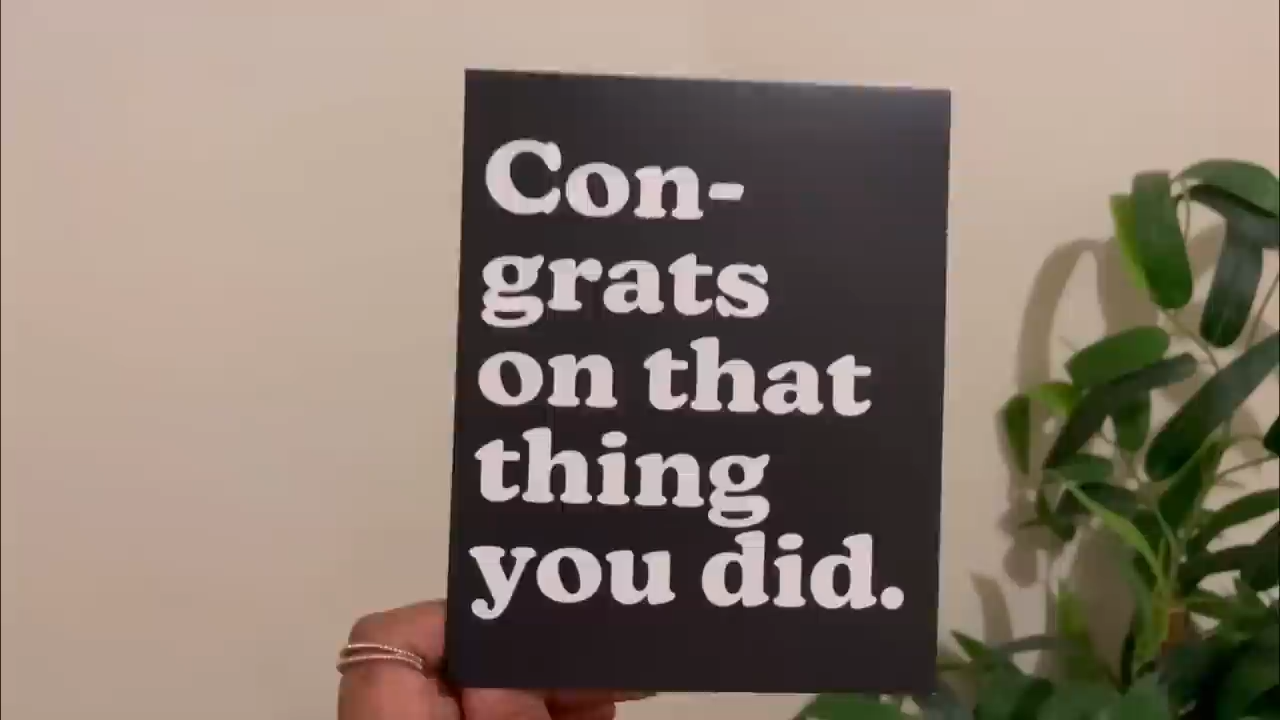 Con-
grats
on that
thing
you did.